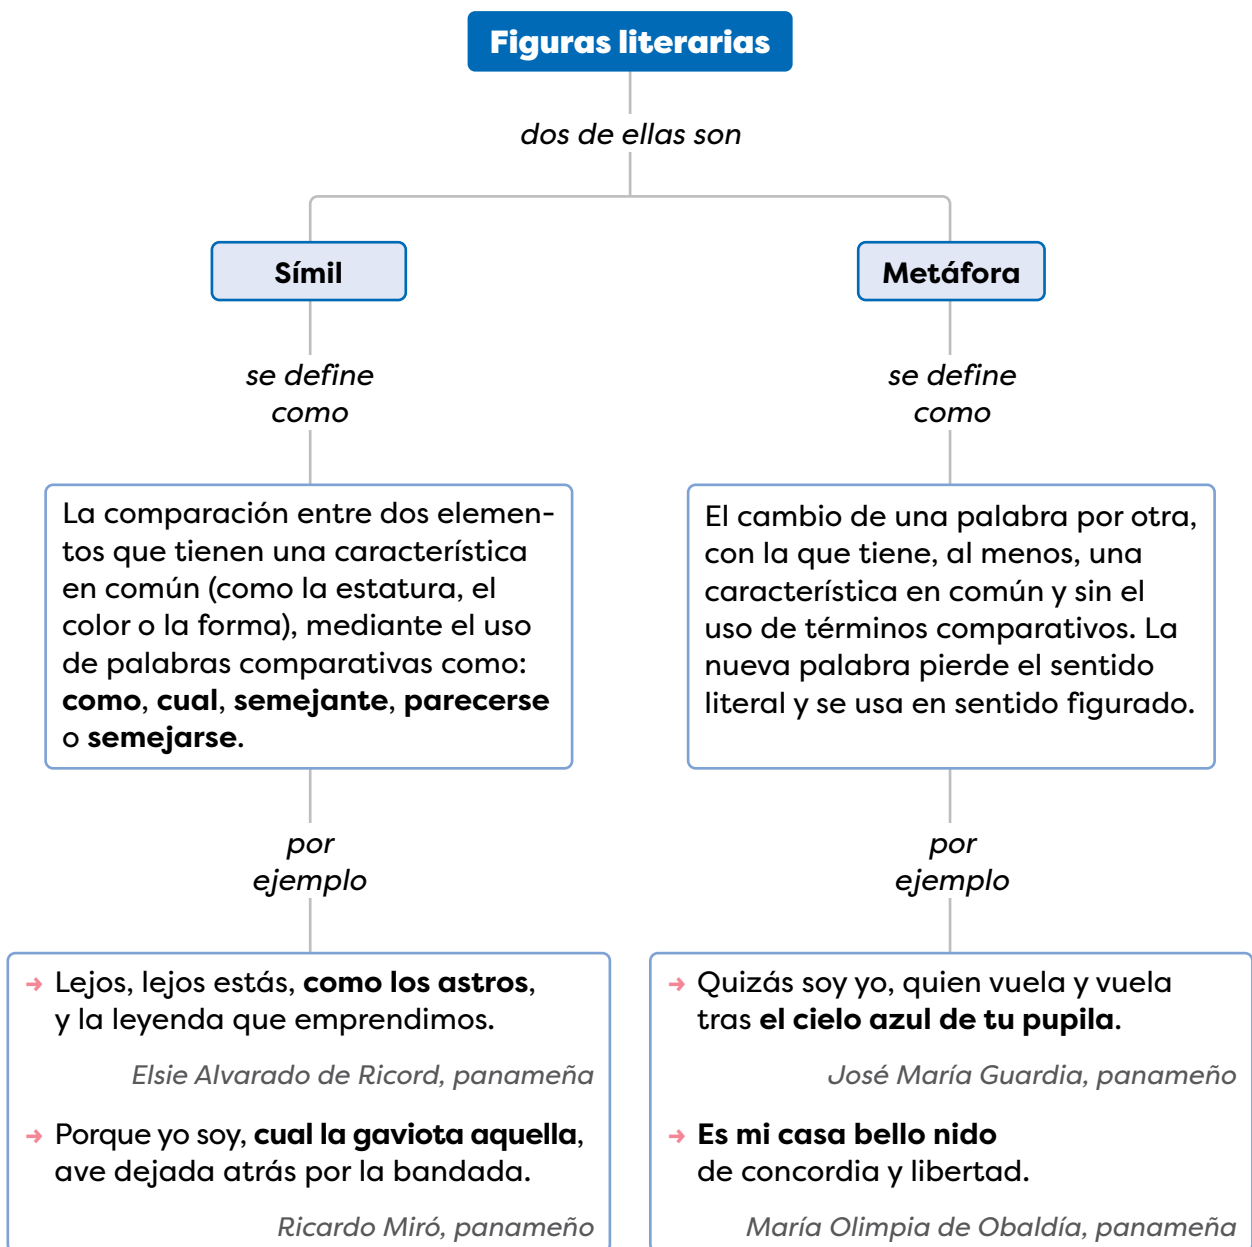 Figuras literarias
dos de ellas son
Símil
se define
como
La comparación entre dos elemen-
tos que tienen una característica
en común (como la estatura, el
color o la forma), mediante el uso
de palabras comparativas como:
como, cual, semejante, parecerse
o semejarse.
por
ejemplo
→ Lejos, lejos estás, como los astros,
y la leyenda que emprendimos.
Elsie Alvarado de Ricord, panameña
→ Porque yo soy, cual la gaviota aquella,
ave dejada atrás por la bandada.
Ricardo Miró, panameño
Metáfora
se define
como
El cambio de una palabra por otra,
con la que tiene, al menos, una
característica en común y sin el
uso de términos comparativos. La
nueva palabra pierde el sentido
literal y se usa en sentido figurado.
por
ejemplo
→ Quizás soy yo, quien vuela y vuela
tras el cielo azul de tu pupila.
José María Guardia, panameño
→ Es mi casa bello nido
de concordia y libertad.
María Olimpia de Obaldía, panameña